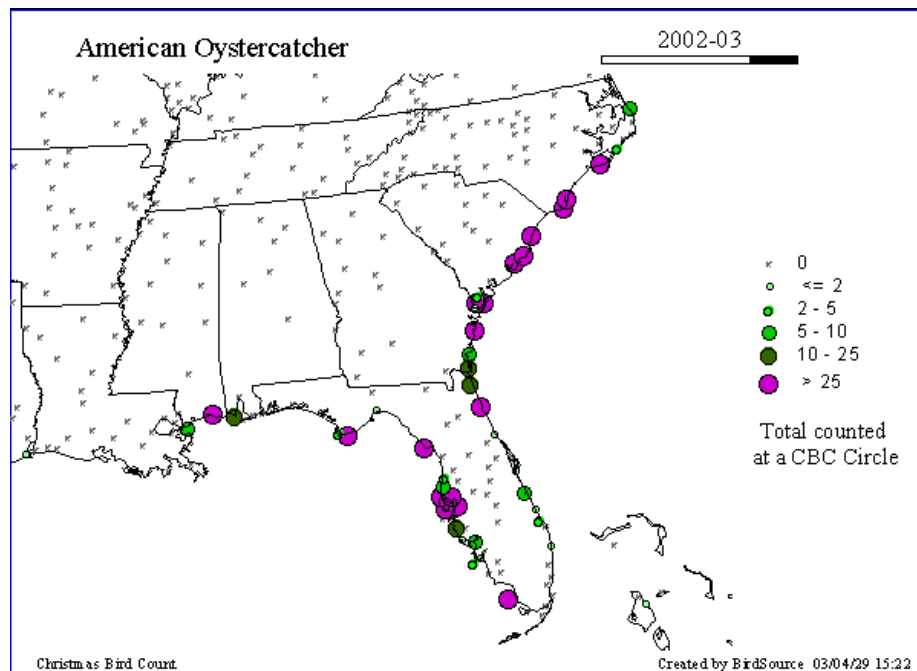 American Oystercatcher
2002-03
0
<= 2
2 - 5
5 - 10
10 - 25
> 25
Total counted
at a CBC Circle
Christmas Bird Count
Created by BirdSource 03/04/29 15:22